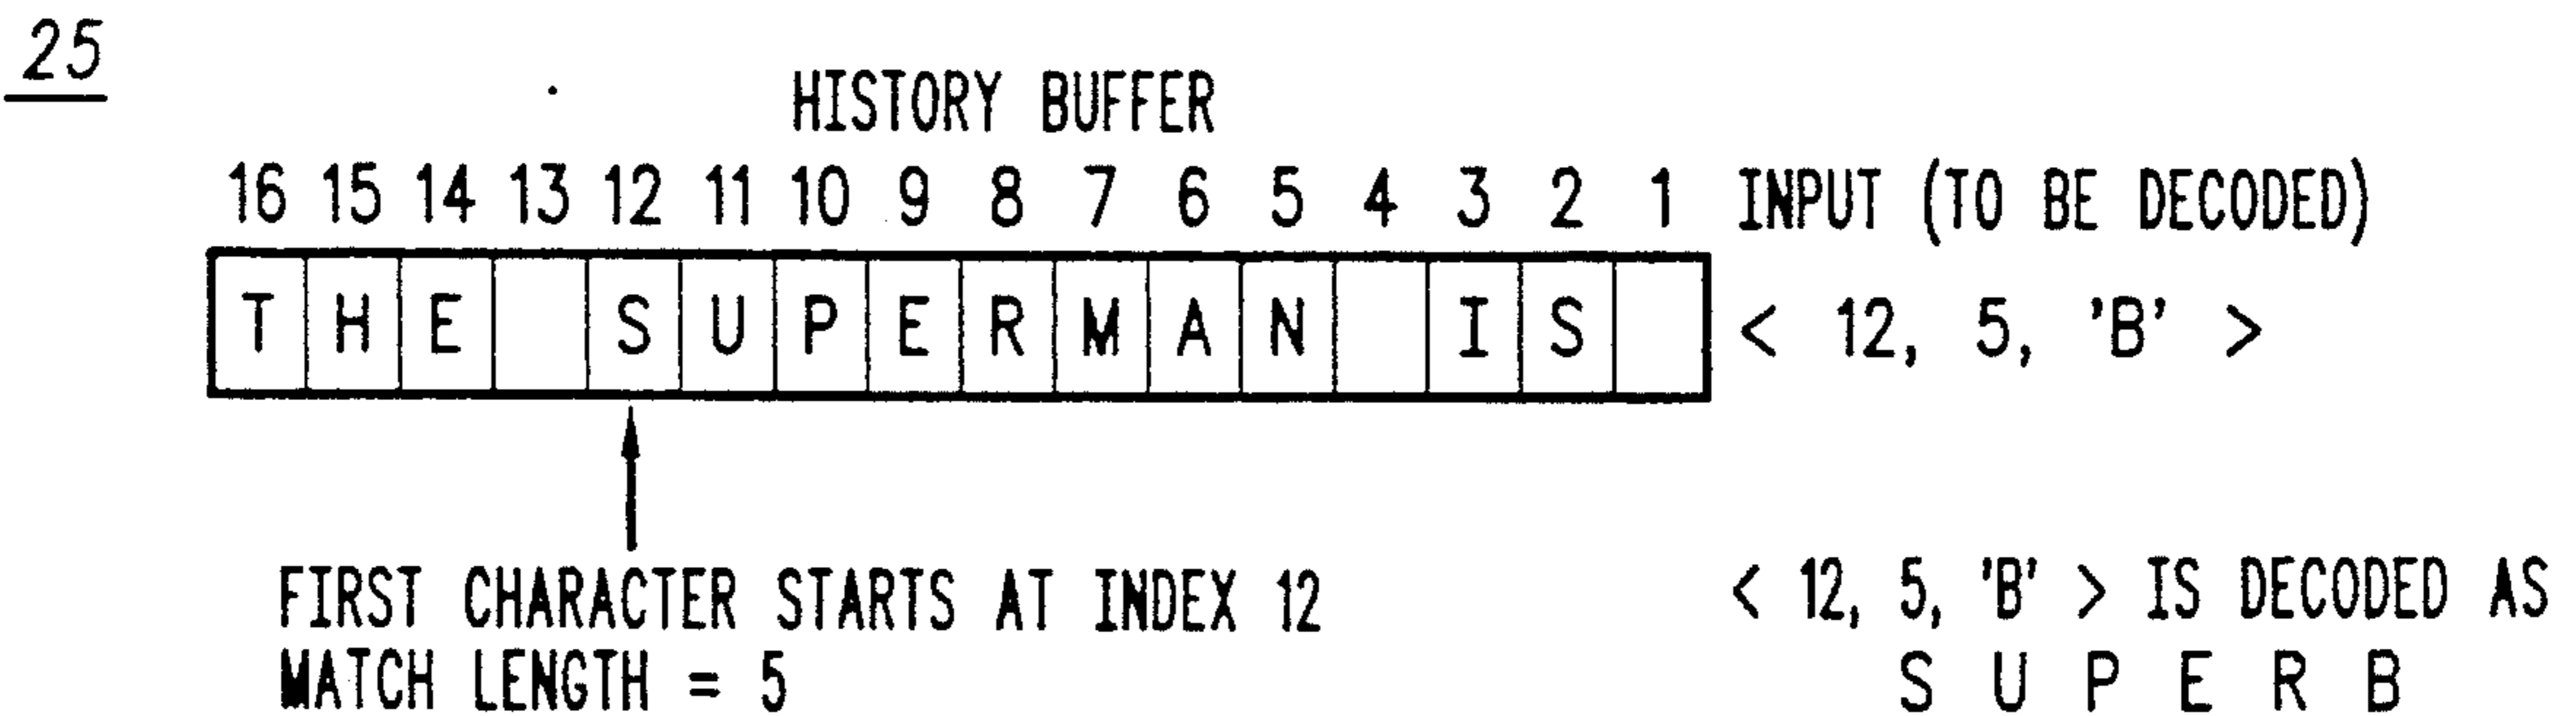 25
HISTORY BUFFER
16 15 14 13 12 11 10 9 8 7 6 5 4 3 2 1 INPUT (TO BE DECODED)
T H E S U P E R M A N I S < 12, 5, 'B' >
FIRST CHARACTER STARTS AT INDEX 12
MATCH LENGTH = 5
< 12, 5, 'B' > IS DECODED AS
S U P E R B